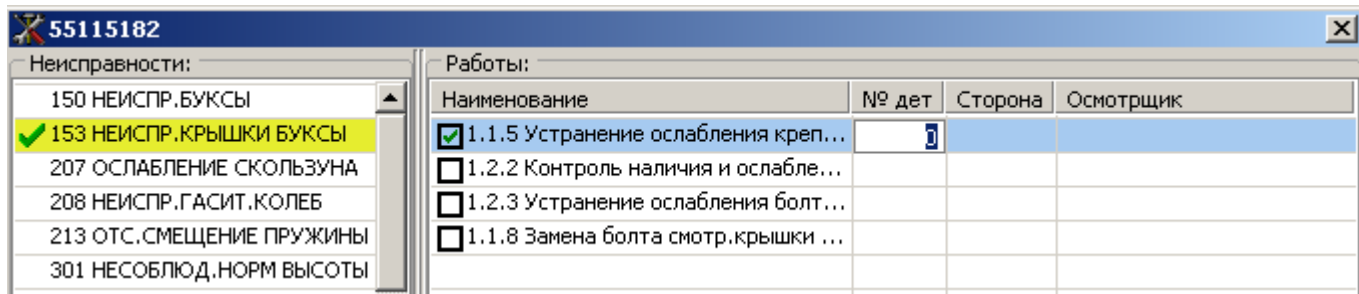 55115182
Неисправности:
150 НЕИСПР.БУКСЫ
153 НЕИСПР.КРЫШКИ БУКСЫ
207 ОСЛАБЛЕНИЕ СКОЛЬЗУНА
208 НЕИСПР.ГАСИТ.КОЛЕБ
213 ОТС.СМЕЩЕНИЕ ПРУЖИНЫ
301 НЕСОБЛЮД.НОРМ ВЫСОТЫ
Работы:
Наименование № дет Сторона Осмотрщик
1.1.5 Устранение ослабления креп... 0
1.2.2 Контроль наличия и ослабле...
1.2.3 Устранение ослабления болт...
1.1.8 Замена болта смотр.крышки ...